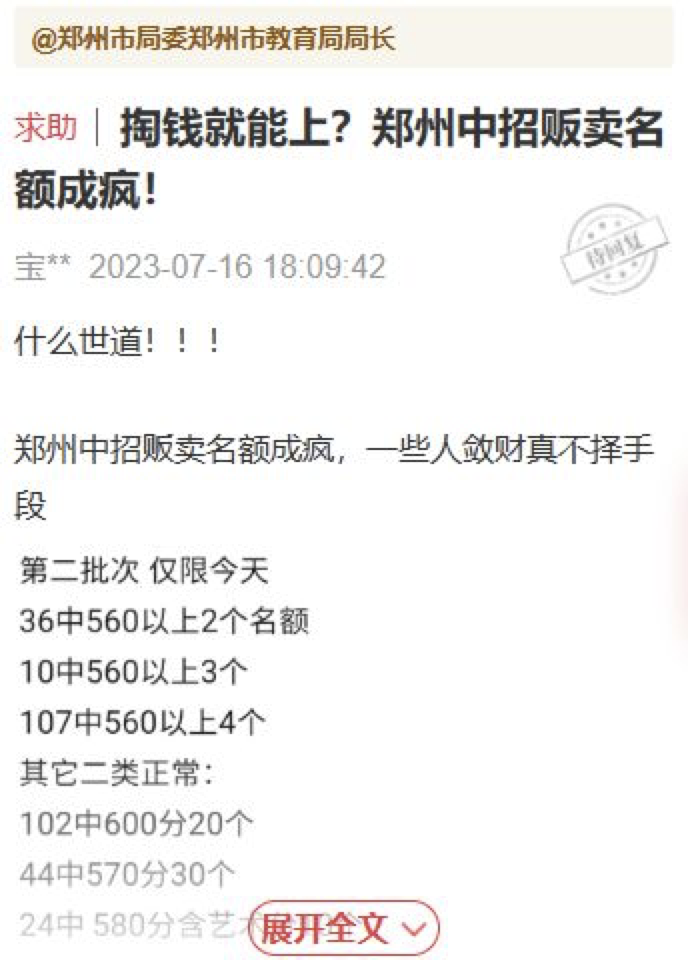 @郑州市局委郑州市教育局局长
求助 | 掏钱就能上？郑州中招贩卖名
额成疯！
待回复
宝** 2023-07-16 18:09:42
什么世道！！！
郑州中招贩卖名额成疯，一些人敛财真不择手
段
第二批次 仅限今天
36中560以上2个名额
10中560以上3个
107中560以上4个
其它二类正常：
102中600分20个
44中570分30个
24中 580分含艺术
展开全文